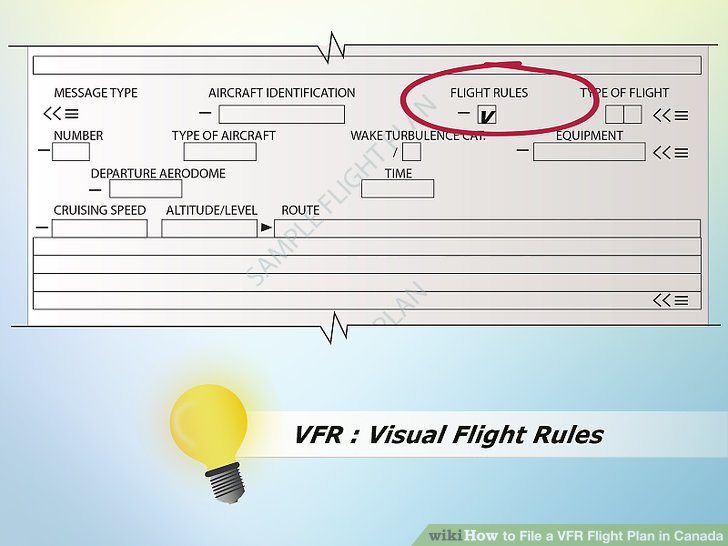 MESSAGE TYPE AIRCRAFT IDENTIFICATION FLIGHT RULES TYPE OF FLIGHT
V
NUMBER TYPE OF AIRCRAFT WAKE TURBULENCE CAT. EQUIPMENT
/
DEPARTURE AERODOME TIME
CRUISING SPEED ALTITUDE/LEVEL ROUTE
SAMPLE FLIGHT PLAN
PLAN
VFR : Visual Flight Rules
wikiHow to File a VFR Flight Plan in Canada